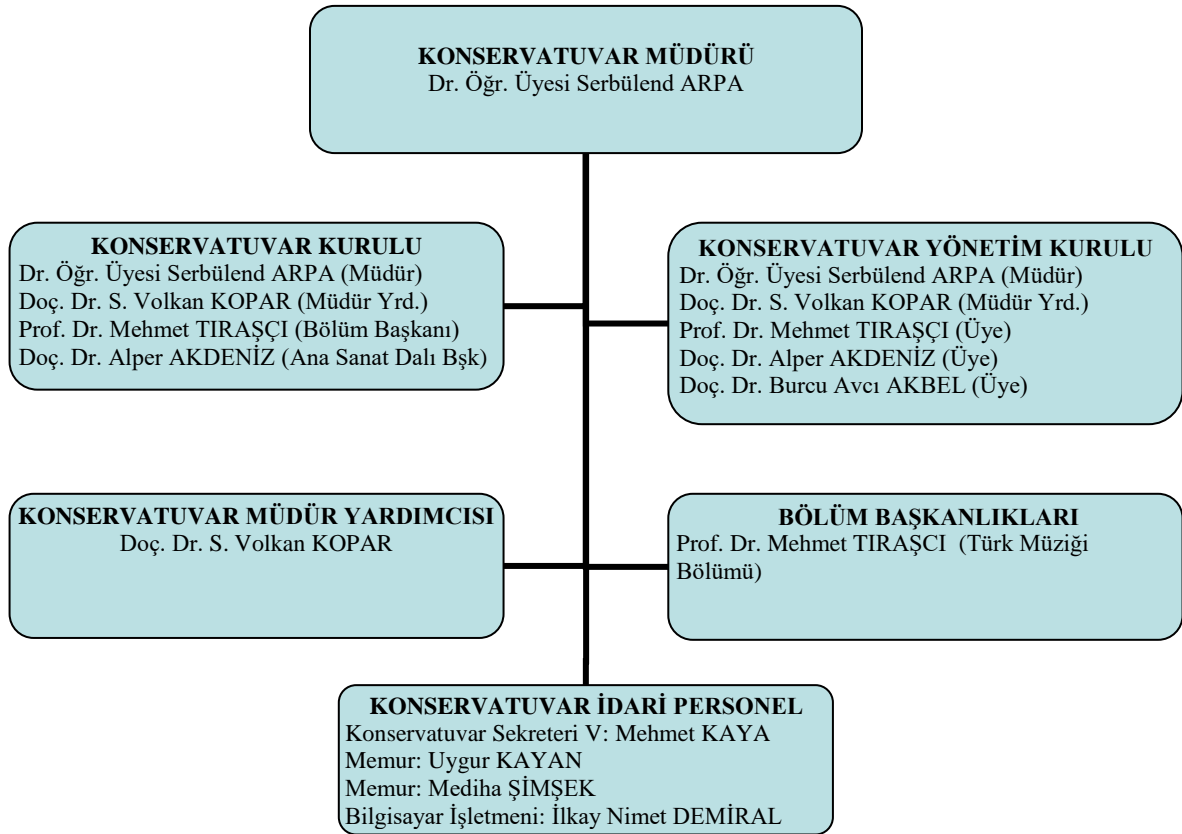 KONSERVATUVAR MÜDÜRÜ
Dr. Öğr. Üyesi Serbülend ARPA
KONSERVATUVAR KURULU
Dr. Öğr. Üyesi Serbülend ARPA (Müdür)
Doç. Dr. S. Volkan KOPAR (Müdür Yrd.)
Prof. Dr. Mehmet TIRAŞÇI (Bölüm Başkanı)
Doç. Dr. Alper AKDENİZ (Ana Sanat Dalı Bşk)
KONSERVATUVAR YÖNETİM KURULU
Dr. Öğr. Üyesi Serbülend ARPA (Müdür)
Doç. Dr. S. Volkan KOPAR (Müdür Yrd.)
Prof. Dr. Mehmet TIRAŞÇI (Üye)
Doç. Dr. Alper AKDENİZ (Üye)
Doç. Dr. Burcu Avcı AKBEL (Üye)
KONSERVATUVAR MÜDÜR YARDIMCISI
Doç. Dr. S. Volkan KOPAR
BÖLÜM BAŞKANLIKLARI
Prof. Dr. Mehmet TIRAŞCI (Türk Müziği
Bölümü)
KONSERVATUVAR İDARİ PERSONEL
Konservatuvar Sekreteri V: Mehmet KAYA
Memur: Uygur KAYAN
Memur: Mediha ŞİMŞEK
Bilgisayar İşletmeni: İlkay Nimet DEMİRAL